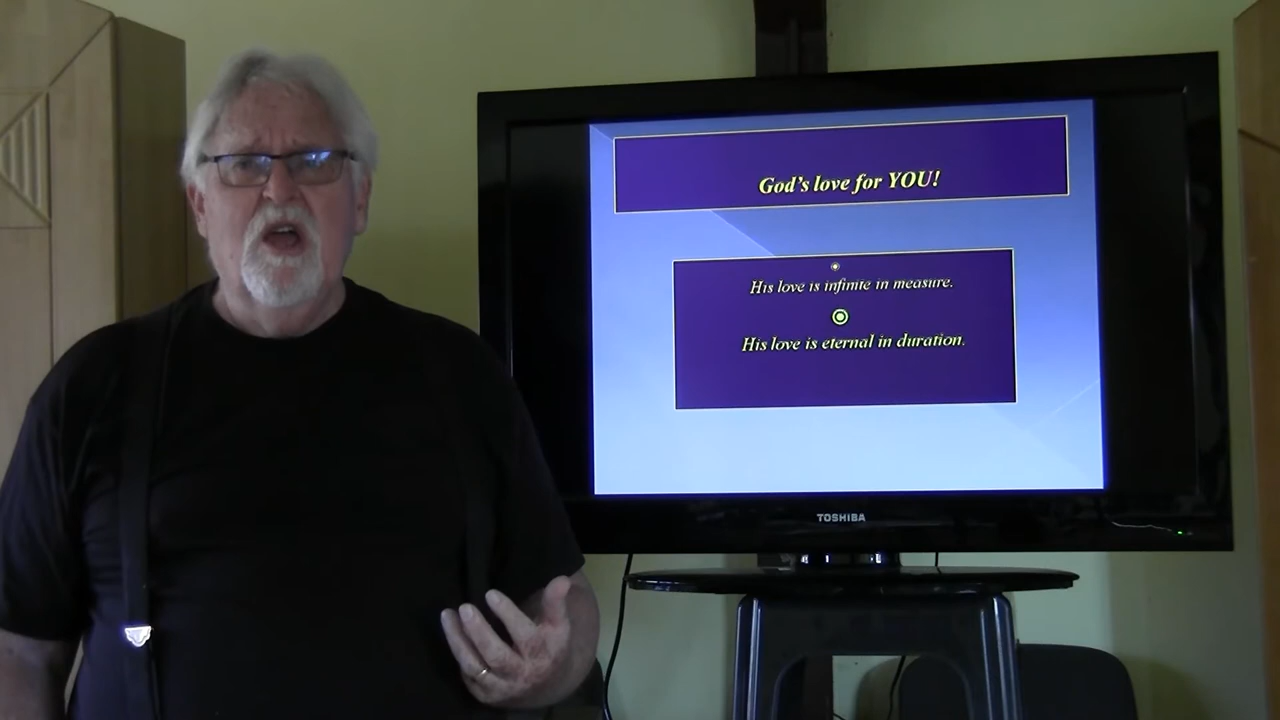 God's love for YOU!
His love is infinite in measure.
His love is eternal in duration.
TOSHIBA